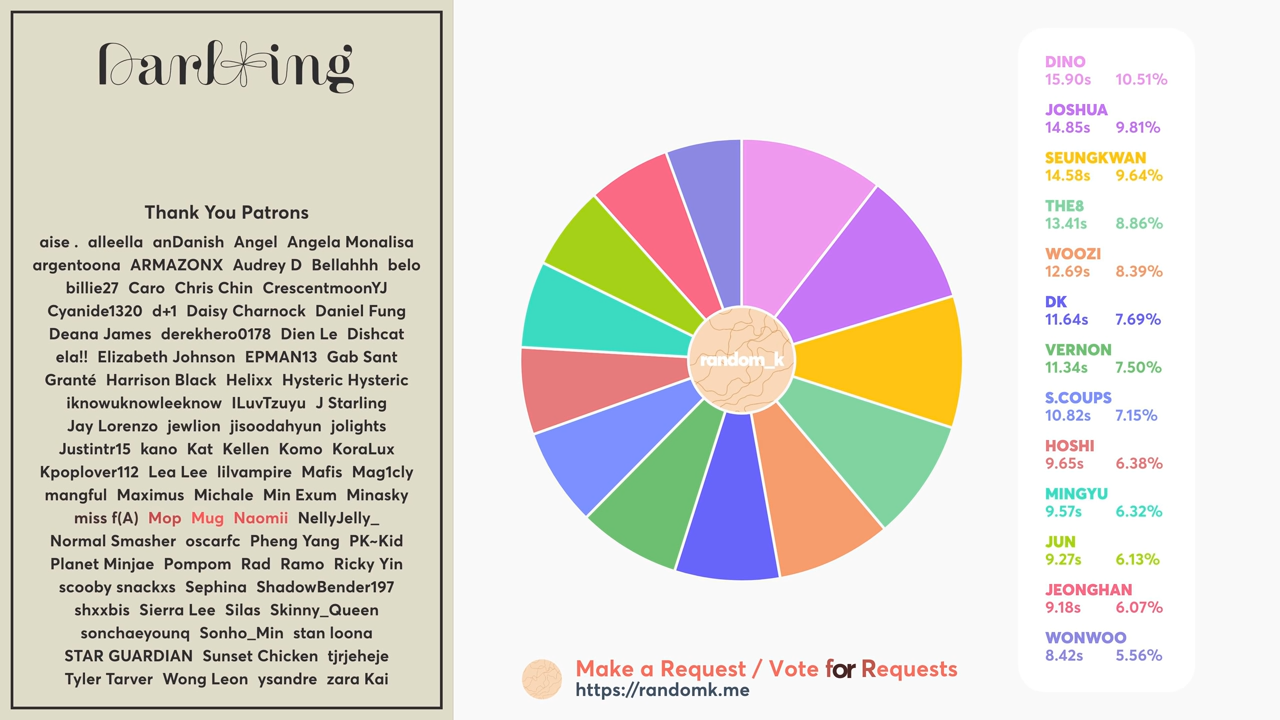 Darl+ing
Thank You Patrons
aise . alleella anDanish Angel Angela Monalisa
argentoona ARMAZONX Audrey D Bellahhh belo
billie27 Caro Chris Chin CrescentmoonYJ
Cyanide1320 d+1 Daisy Charnock Daniel Fung
Deana James derekhero0178 Dien Le Dishcat
ela!! Elizabeth Johnson EPMAN13 Gab Sant
Granté Harrison Black Helixx Hysteric Hysteric
iknowuknowleeknow ILuvTzuyu J Starling
Jay Lorenzo jewlion jisoodahyun jolights
Justintr15 kano Kat Kellen Komo KoraLux
Kpoplover112 Lea Lee lilvampire Mafis Mag1cly
mangful Maximus Michale Min Exum Minasky
miss f(A) Mop Mug Naomii NellyJelly_
Normal Smasher oscarfc Pheng Yang PK~Kid
Planet Minjae Pompom Rad Ramo Ricky Yin
scooby snackxs Sephina ShadowBender197
shxxbis Sierra Lee Silas Skinny_Queen
sonchaeyounq Sonho_Min stan loona
STAR GUARDIAN Sunset Chicken tjrjeheje
Tyler Tarver Wong Leon ysandre zara Kai
random_k
Make a Request / Vote for Requests
https://randomk.me
DINO
15.90s 10.51%
JOSHUA
14.85s 9.81%
SEUNGKWAN
14.58s 9.64%
THE8
13.41s 8.86%
WOOZI
12.69s 8.39%
DK
11.64s 7.69%
VERNON
11.34s 7.50%
S.COUPS
10.82s 7.15%
HOSHI
9.65s 6.38%
MINGYU
9.57s 6.32%
JUN
9.27s 6.13%
JEONGHAN
9.18s 6.07%
WONWOO
8.42s 5.56%